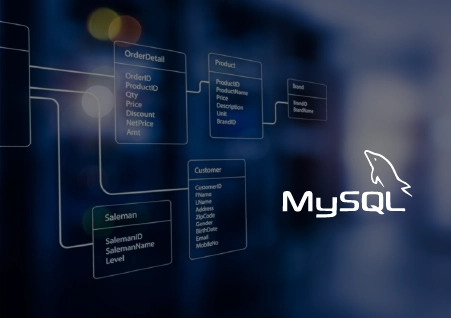 OrderDetail
OrderID
ProductID
Qty
Price
Discount
NetPrice
Amt
Product
ProductID
ProductName
Price
Description
Unit
BrandID
Brand
BrandID
BrandName
Customer
CustomerID
FName
LName
Address
ZipCode
Gender
BirthDate
Email
MobileNo
Saleman
SalemanID
SalemanName
Level
MySQL